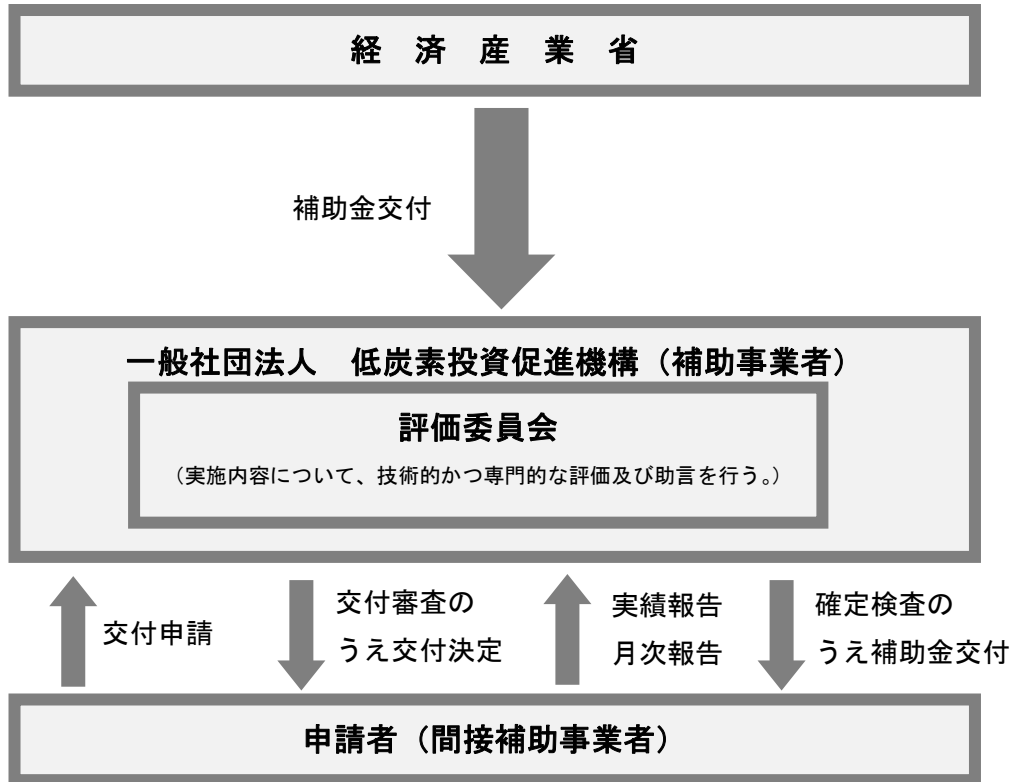 経　済　産　業　省
補助金交付
一般社団法人　低炭素投資促進機構（補助事業者）
評価委員会
（実施内容について、技術的かつ専門的な評価及び助言を行う。）
交付申請
交付審査の
うえ交付決定
実績報告
月次報告
確定検査の
うえ補助金交付
申請者（間接補助事業者）